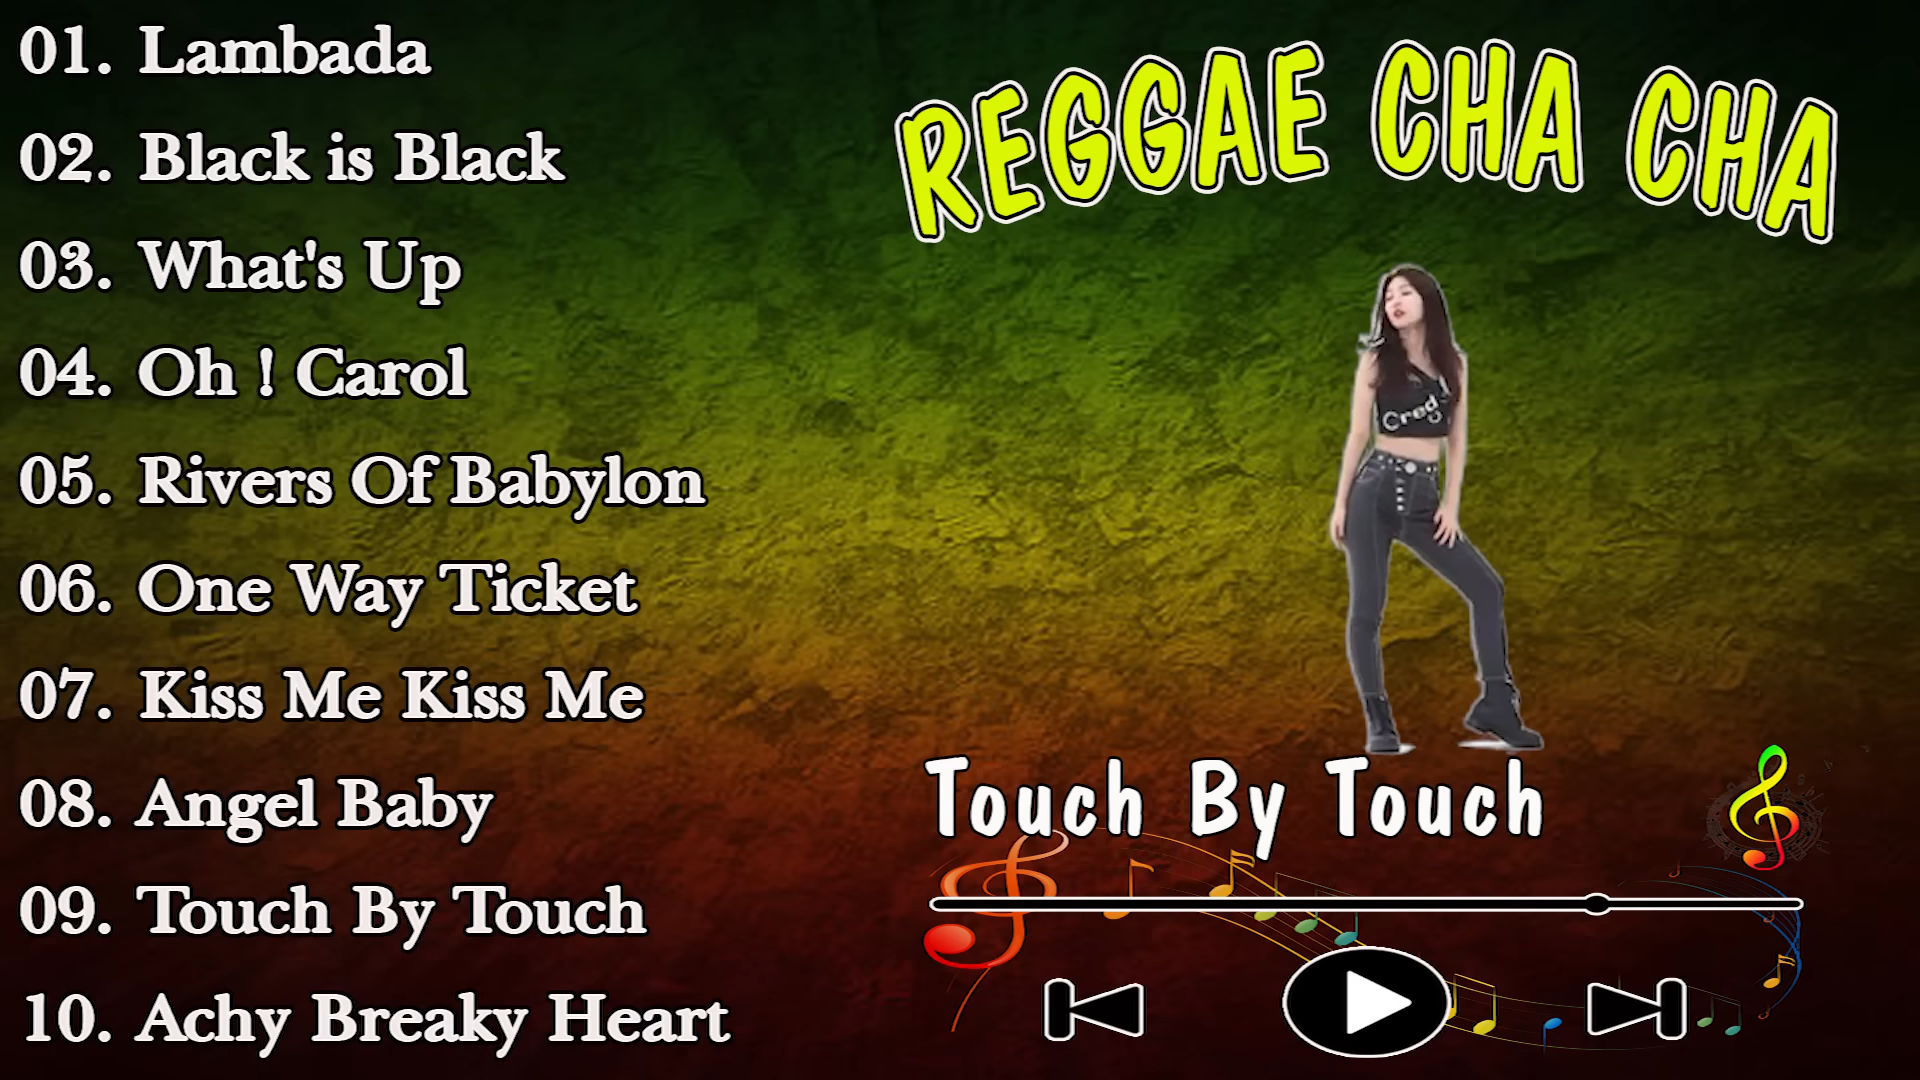 01. Lambada
02. Black is Black
03. What's Up
04. Oh ! Carol
05. Rivers Of Babylon
06. One Way Ticket
07. Kiss Me Kiss Me
08. Angel Baby
09. Touch By Touch
10. Achy Breaky Heart
REGGAE CHA CHA
Touch By Touch